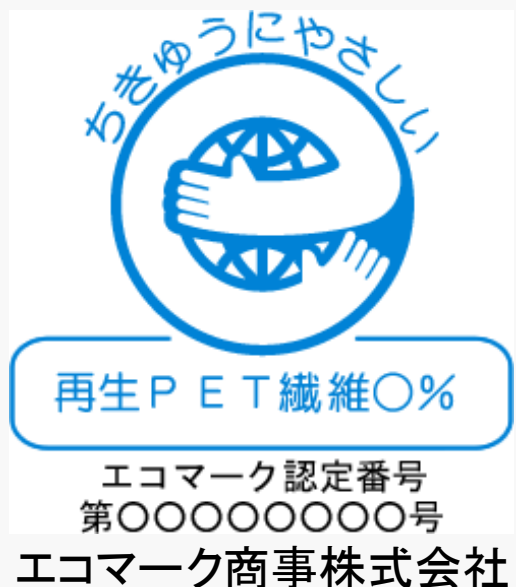 ちきゅうにやさしい
再生ＰＥＴ繊維○%
エコマーク認定番号
第○○○○○○○○号
エコマーク商事株式会社